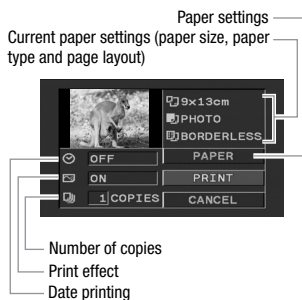 Paper settings
Current paper settings (paper size, paper
type and page layout)
9x13cm
PHOTO
BORDERLESS
OFF
PAPER
ON
PRINT
1 COPIES
CANCEL
Number of copies
Print effect
Date printing